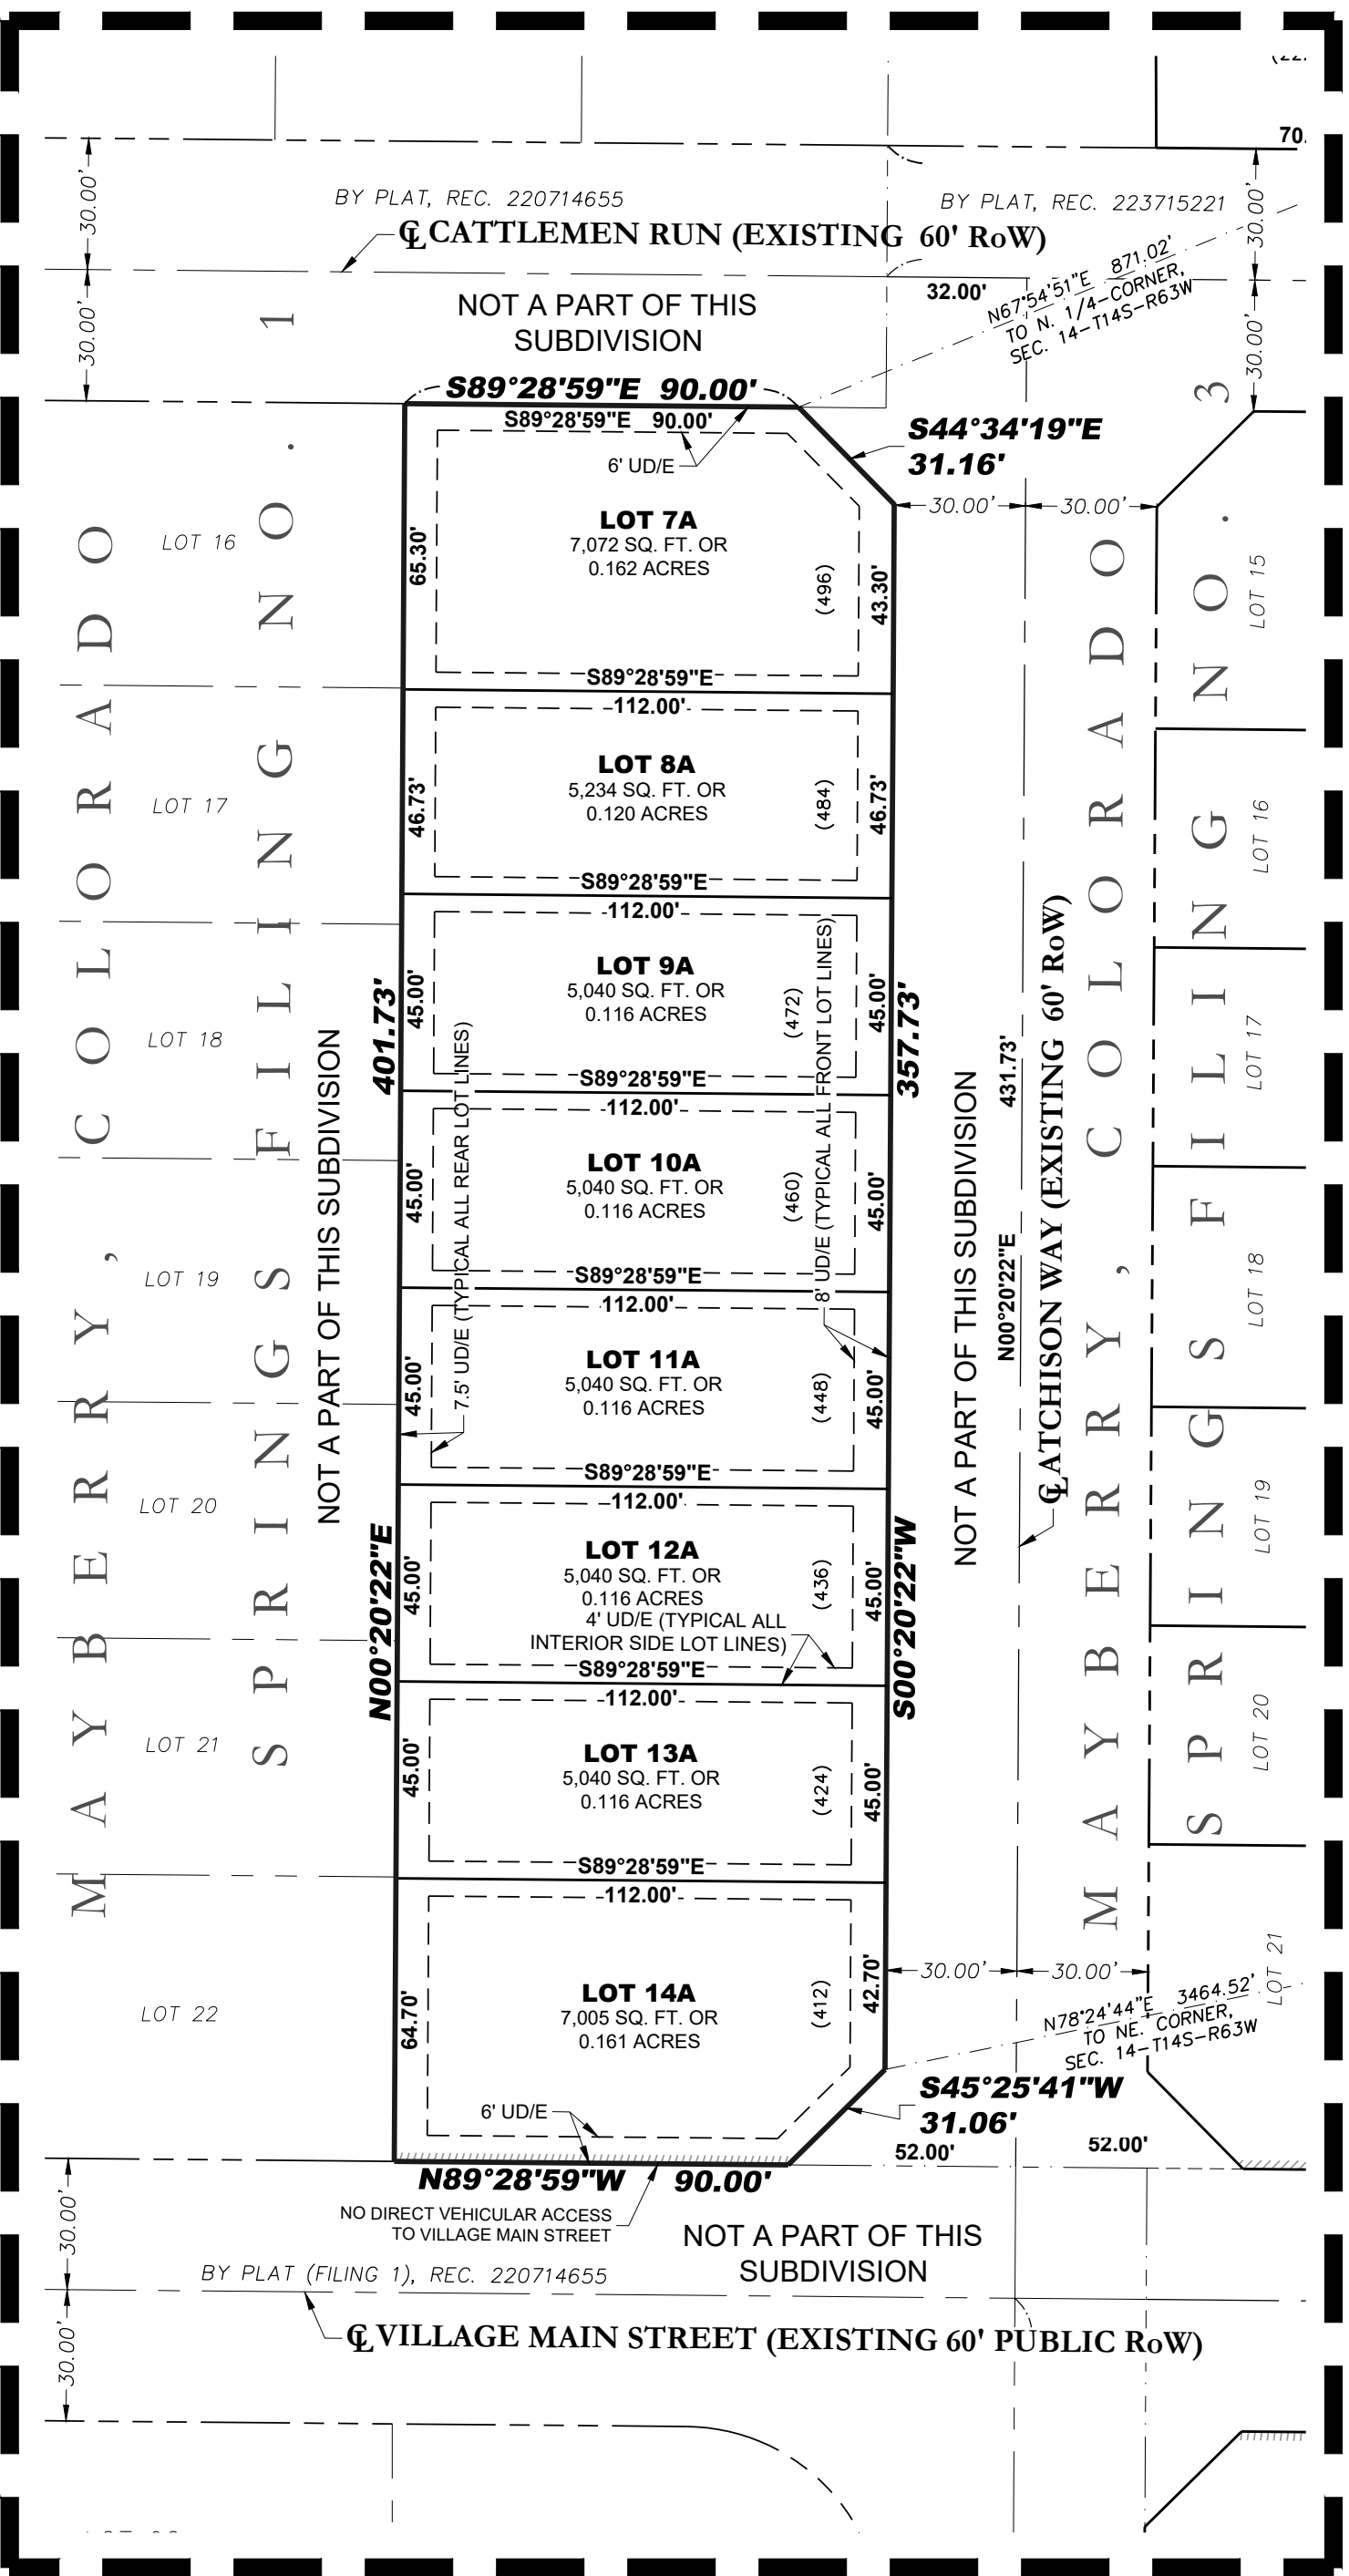 70.
30.00'
BY PLAT, REC. 220714655
BY PLAT, REC. 223715221
30.00'
℄ CATTLEMEN RUN (EXISTING 60' RoW)
N67°54'51"E 871.02'
TO N. 1/4-CORNER,
SEC. 14-T14S-R63W
32.00'
30.00'
NOT A PART OF THIS
SUBDIVISION
30.00'
S89°28'59"E 90.00'
S89°28'59"E 90.00'
6' UD/E
S44°34'19"E
31.16'
30.00'
30.00'
LOT 7A
7,072 SQ. FT. OR
0.162 ACRES
(496)
65.30'
43.30'
S89°28'59"E
112.00'
LOT 8A
5,234 SQ. FT. OR
0.120 ACRES
(484)
46.73'
46.73'
S89°28'59"E
112.00'
LOT 9A
5,040 SQ. FT. OR
0.116 ACRES
(472)
45.00'
45.00'
S89°28'59"E
112.00'
401.73'
357.73'
LOT 10A
5,040 SQ. FT. OR
0.116 ACRES
(460)
45.00'
45.00'
S89°28'59"E
112.00'
7.5' UD/E (TYPICAL ALL REAR LOT LINES)
8' UD/E (TYPICAL ALL FRONT LOT LINES)
LOT 11A
5,040 SQ. FT. OR
0.116 ACRES
(448)
45.00'
45.00'
S89°28'59"E
112.00'
LOT 12A
5,040 SQ. FT. OR
0.116 ACRES
(436)
4' UD/E (TYPICAL ALL
INTERIOR SIDE LOT LINES)
45.00'
45.00'
S89°28'59"E
112.00'
N00°20'22"E
S00°20'22"W
LOT 13A
5,040 SQ. FT. OR
0.116 ACRES
(424)
45.00'
45.00'
S89°28'59"E
112.00'
LOT 14A
7,005 SQ. FT. OR
0.161 ACRES
(412)
64.70'
42.70'
6' UD/E
30.00'
30.00'
N78°24'44"E 3464.52'
TO NE. CORNER,
SEC. 14-T14S-R63W
S45°25'41"W
31.06'
52.00'
52.00'
N89°28'59"W 90.00'
NO DIRECT VEHICULAR ACCESS
TO VILLAGE MAIN STREET
NOT A PART OF THIS
SUBDIVISION
30.00'
BY PLAT (FILING 1), REC. 220714655
30.00'
℄ VILLAGE MAIN STREET (EXISTING 60' PUBLIC RoW)
MAYBERRY, COLORADO
SPRINGS FILING NO. 1
LOT 16
LOT 17
LOT 18
LOT 19
LOT 20
LOT 21
LOT 22
NOT A PART OF THIS SUBDIVISION
NOT A PART OF THIS SUBDIVISION
N00°20'22"E 431.73'
℄ ATCHISON WAY (EXISTING 60' RoW)
MAYBERRY, COLORADO
SPRINGS FILING NO. 3
LOT 15
LOT 16
LOT 17
LOT 18
LOT 19
LOT 20
LOT 21